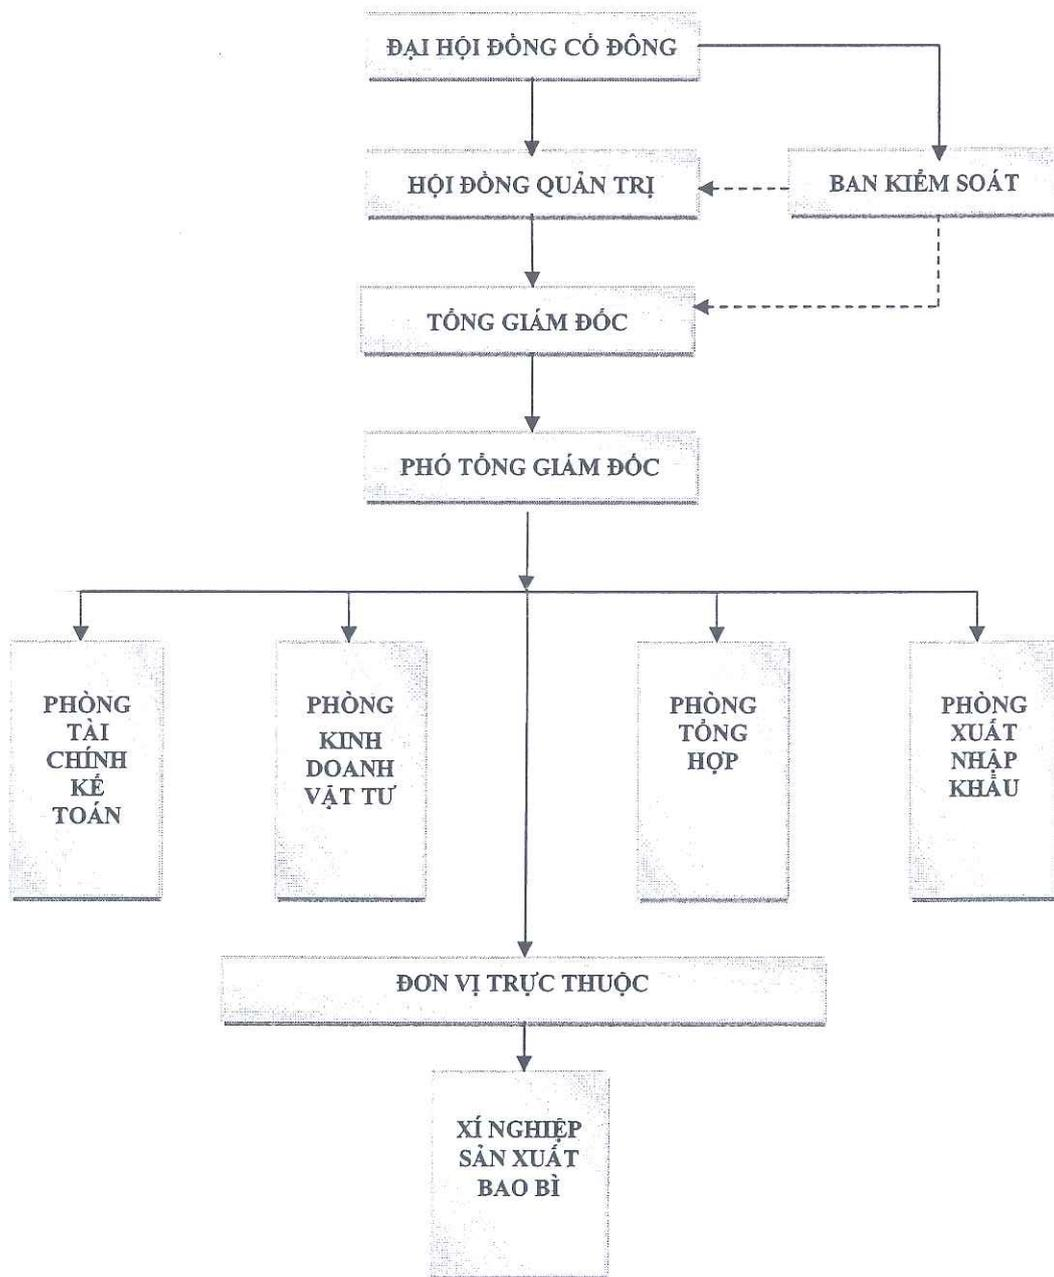 ĐẠI HỘI ĐỒNG CỔ ĐÔNG
HỘI ĐỒNG QUẢN TRỊ
BAN KIỂM SOÁT
TỔNG GIÁM ĐỐC
PHÓ TỔNG GIÁM ĐỐC
PHÒNG
TÀI
CHÍNH
KẾ
TOÁN
PHÒNG
KINH
DOANH
VẬT TƯ
PHÒNG
TỔNG
HỢP
PHÒNG
XUẤT
NHẬP
KHẨU
ĐƠN VỊ TRỰC THUỘC
XÍ NGHIỆP
SẢN XUẤT
BAO BÌ